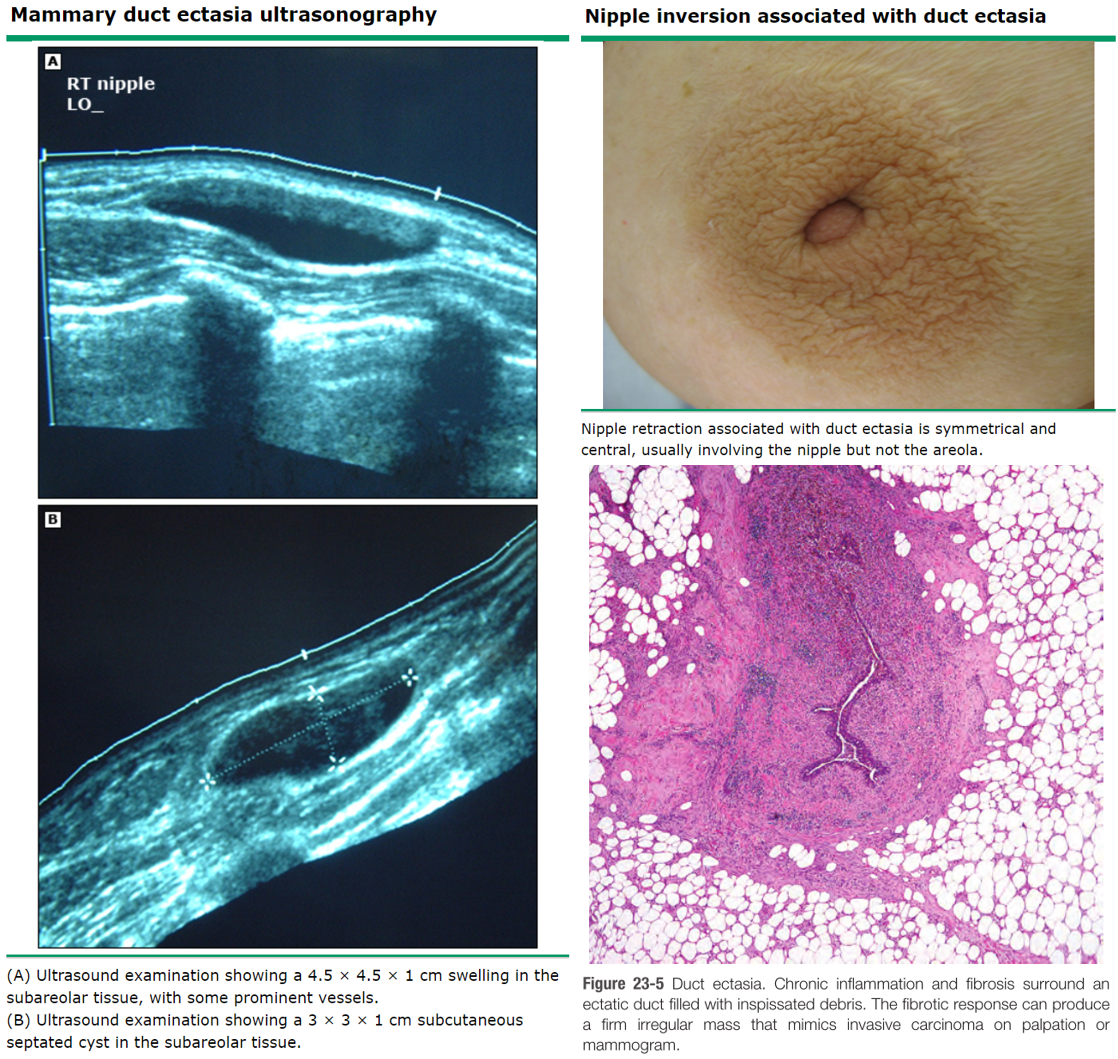 Mammary duct ectasia ultrasonography
A
RT nipple
LO_
B
(A) Ultrasound examination showing a 4.5 × 4.5 × 1 cm swelling in the
subareolar tissue, with some prominent vessels.
(B) Ultrasound examination showing a 3 × 3 × 1 cm subcutaneous
septated cyst in the subareolar tissue.
Nipple inversion associated with duct ectasia
Nipple retraction associated with duct ectasia is symmetrical and
central, usually involving the nipple but not the areola.
Figure 23-5 Duct ectasia. Chronic inflammation and fibrosis surround an
ectatic duct filled with inspissated debris. The fibrotic response can produce
a firm irregular mass that mimics invasive carcinoma on palpation or
mammogram.